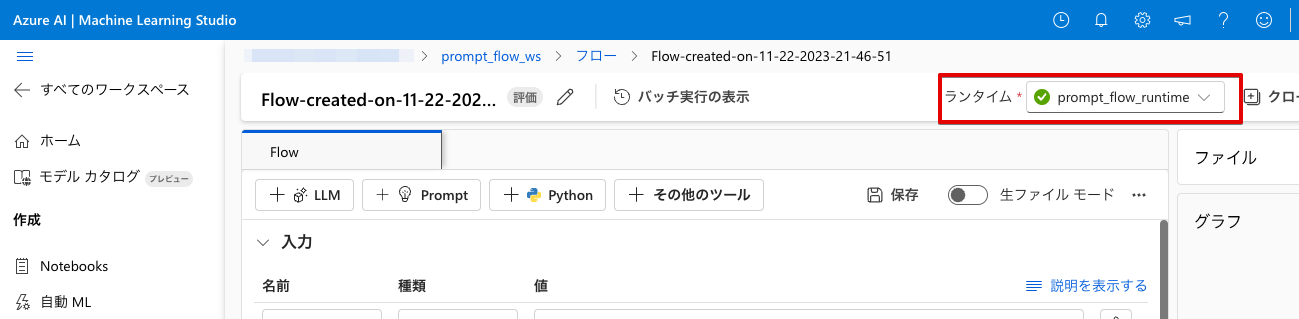 Azure AI | Machine Learning Studio
prompt_flow_ws
フロー
Flow-created-on-11-22-2023-21-46-51
すべてのワークスペース
Flow-created-on-11-22-202...
評価
バッチ実行の表示
ランタイム *
prompt_flow_runtime
クロー
ホーム
モデル カタログ プレビュー
作成
Notebooks
自動 ML
Flow
LLM
Prompt
Python
その他のツール
保存
生ファイル モード
入力
名前
種類
値
説明を表示する
ファイル
グラフ